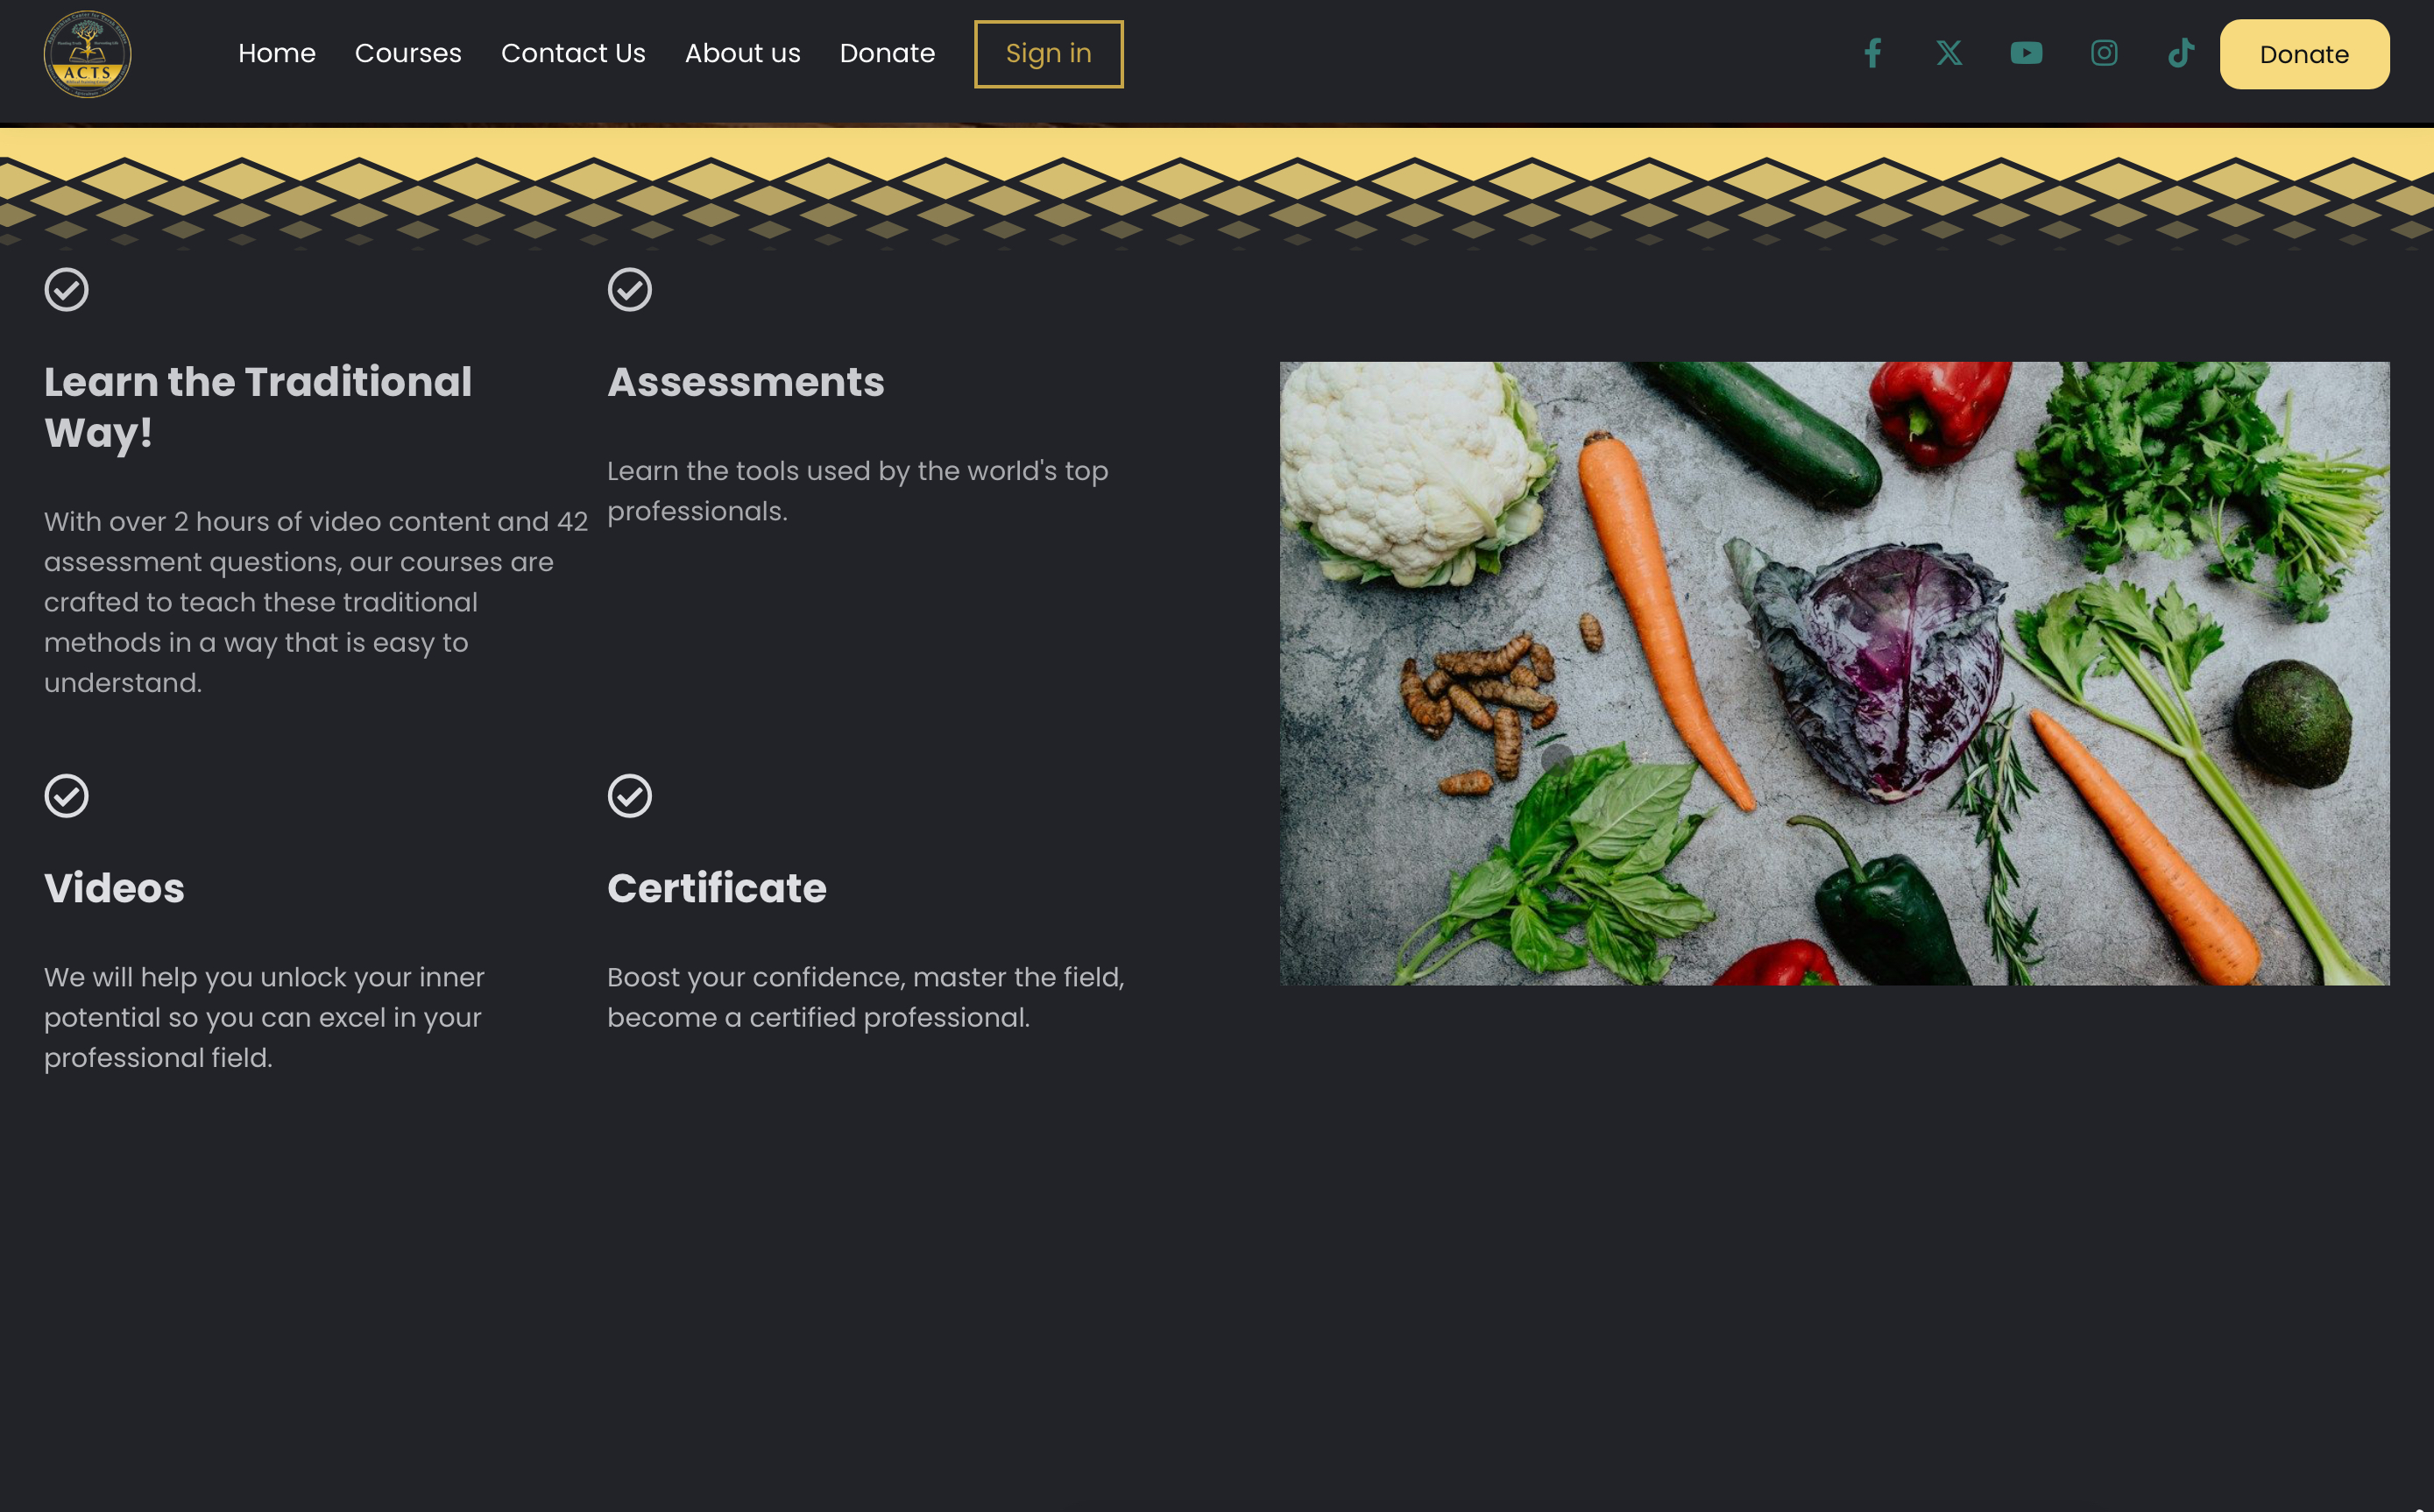 ACTS
Home Courses Contact Us About us Donate Sign in Donate
Learn the Traditional
Way!
With over 2 hours of video content and 42
assessment questions, our courses are
crafted to teach these traditional
methods in a way that is easy to
understand.
Assessments
Learn the tools used by the world's top
professionals.
Videos
We will help you unlock your inner
potential so you can excel in your
professional field.
Certificate
Boost your confidence, master the field,
become a certified professional.